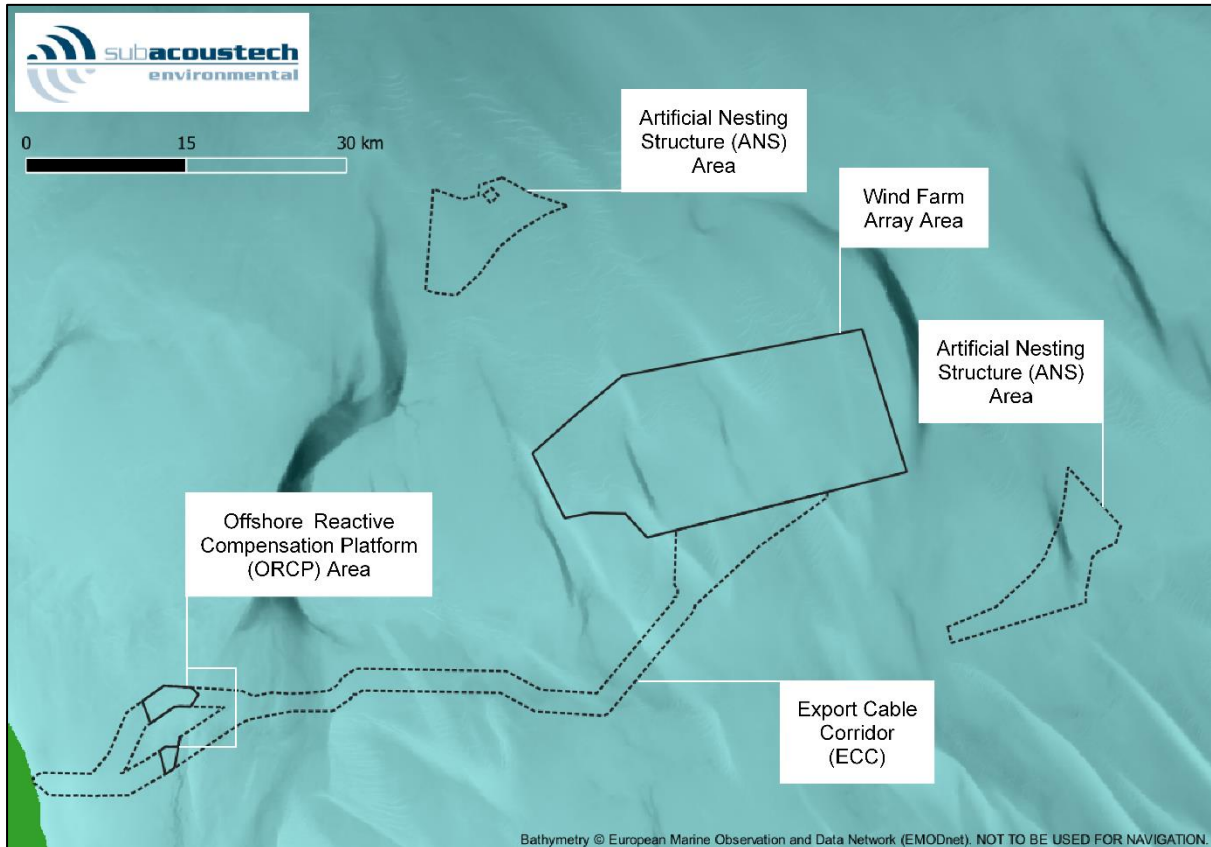 subacoustech
environmental
0 15 30 km
Artificial Nesting
Structure (ANS)
Area
Wind Farm
Array Area
Artificial Nesting
Structure (ANS)
Area
Offshore Reactive
Compensation Platform
(ORCP) Area
Export Cable
Corridor
(ECC)
Bathymetry © European Marine Observation and Data Network (EMODnet). NOT TO BE USED FOR NAVIGATION.